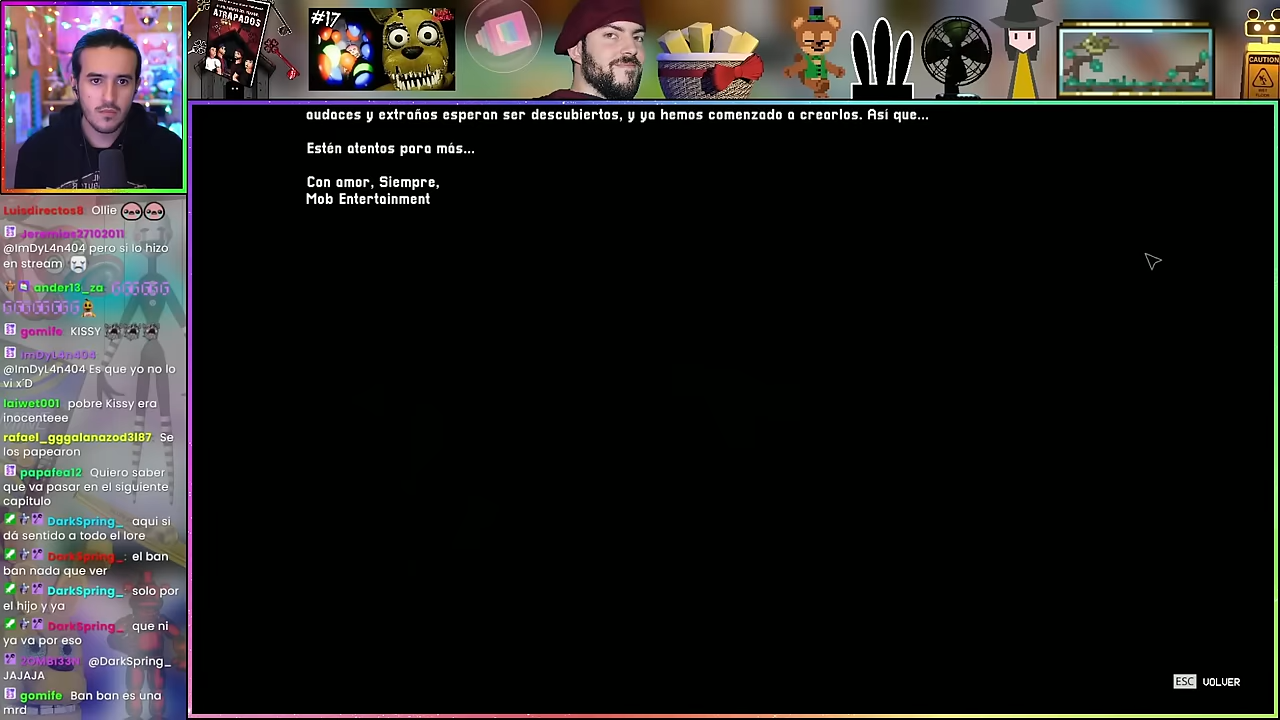 ATRAPADOS
#17
CAUTION
audaces y extraños esperan ser descubiertos, y ya hemos comenzado a crearlos. Así que...
Estén atentos para más...
Con amor, Siempre,
Mob Entertainment
ESC VOLVER
Luisdirectos8 Ollie
Jeremias27102011
@ImDyL4n404 pero si lo hizo
en stream
ander13_za
gomife KISSY
ImDyL4n404
@ImDyL4n404 Es que yo no lo
vi x'D
laiwet001 pobre Kissy era
inocenteee
rafael_gggalanazod3l87 Se
los papearon
papafea12 Quiero saber
que va pasar en el siguiente
capitulo
DarkSpring_ aqui si
dá sentido a todo el lore
DarkSpring_: el ban
ban nada que ver
DarkSpring_ solo por
el hijo y ya
DarkSpring_ que ni
ya va por eso
ZOMB133N @DarkSpring_
JAJAJA
gomife Ban ban es una
mrd